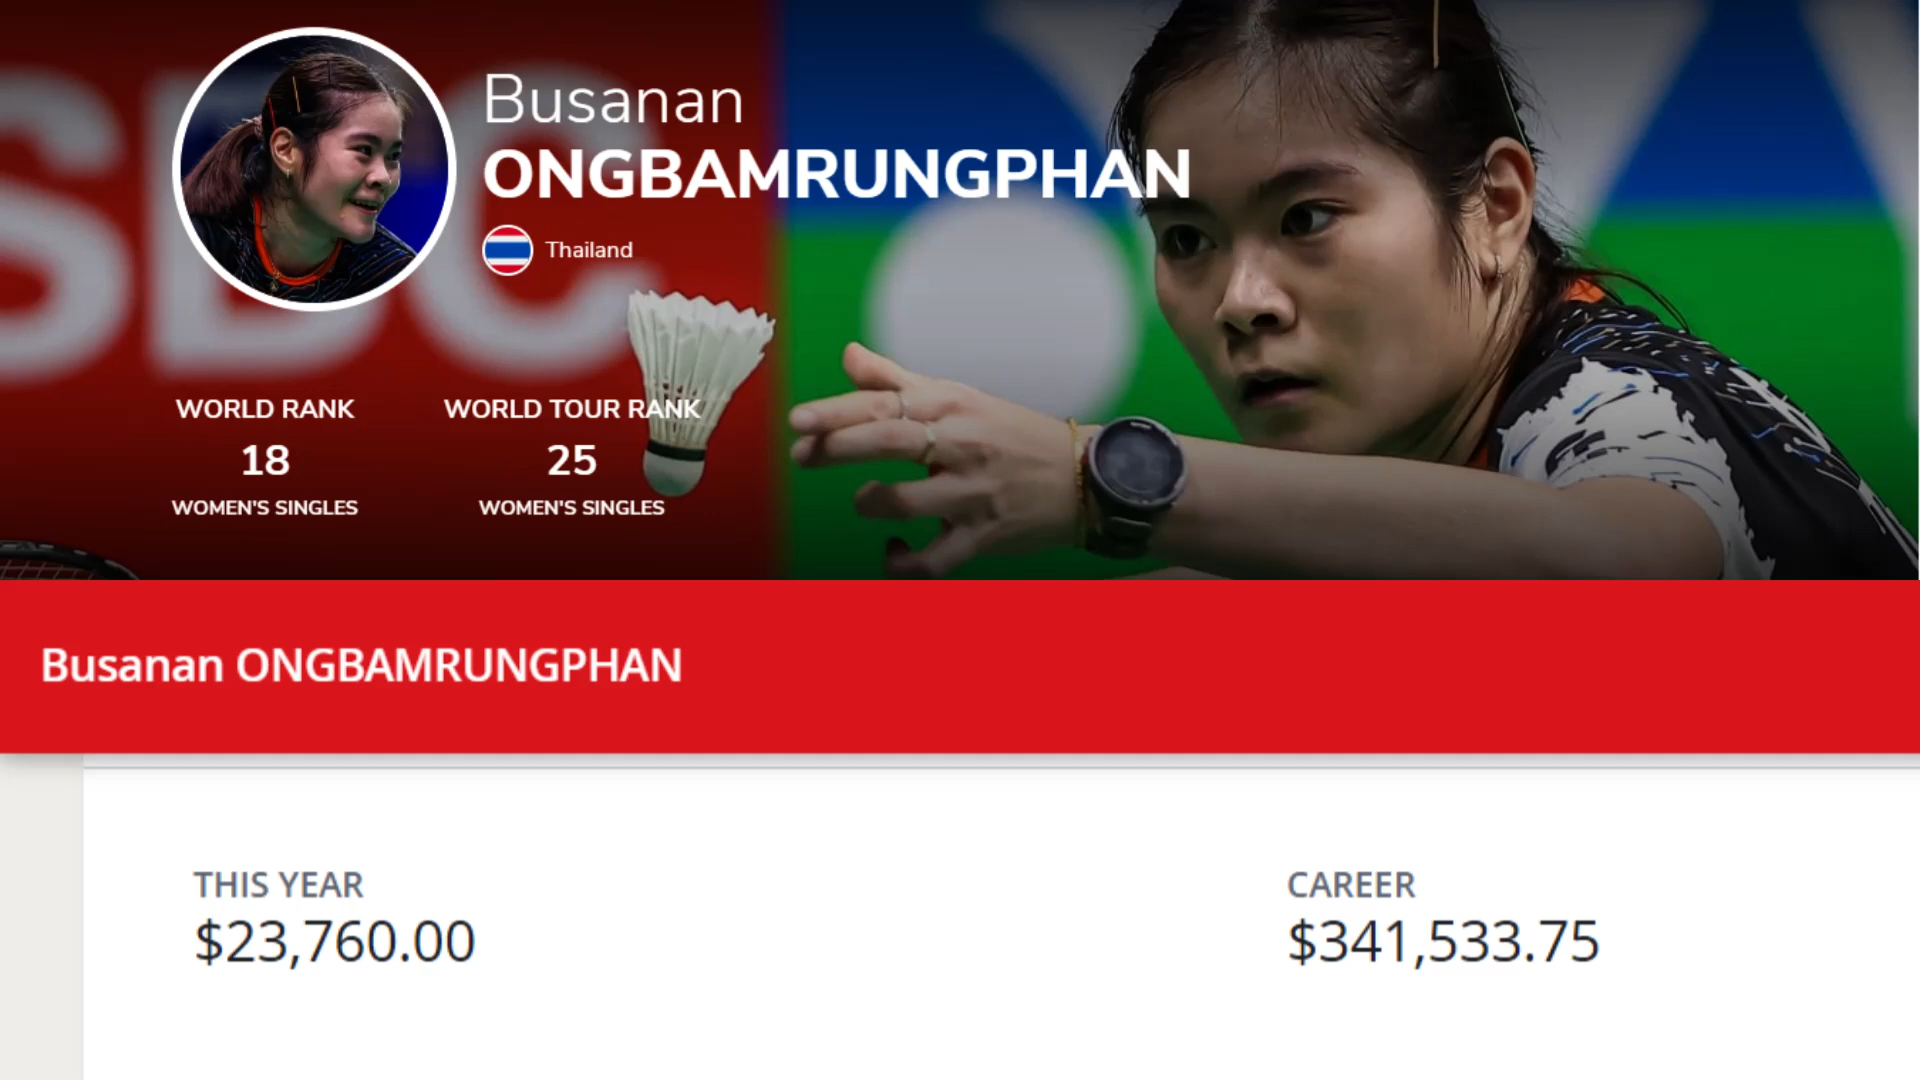 Busanan
ONGBAMRUNGPHAN
Thailand
WORLD RANK
18
WOMEN'S SINGLES
WORLD TOUR RANK
25
WOMEN'S SINGLES
Busanan ONGBAMRUNGPHAN
THIS YEAR
$23,760.00
CAREER
$341,533.75